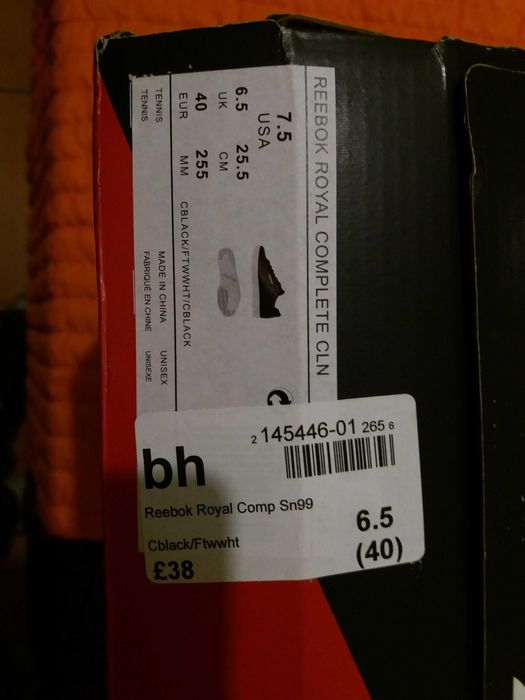 REEBOK ROYAL COMPLETE CLN
7.5
USA
6.5 25.5
UK CM
40 255
EUR MM
CBLACK/FTWWHT/CBLACK
TENNIS MADE IN CHINA UNISEX
TENNIS FABRIQUÉ EN CHINE UNISEXE
2 145446-01 265 6
bh
Reebok Royal Comp Sn99
6.5
Cblack/Ftwwht
(40)
£38